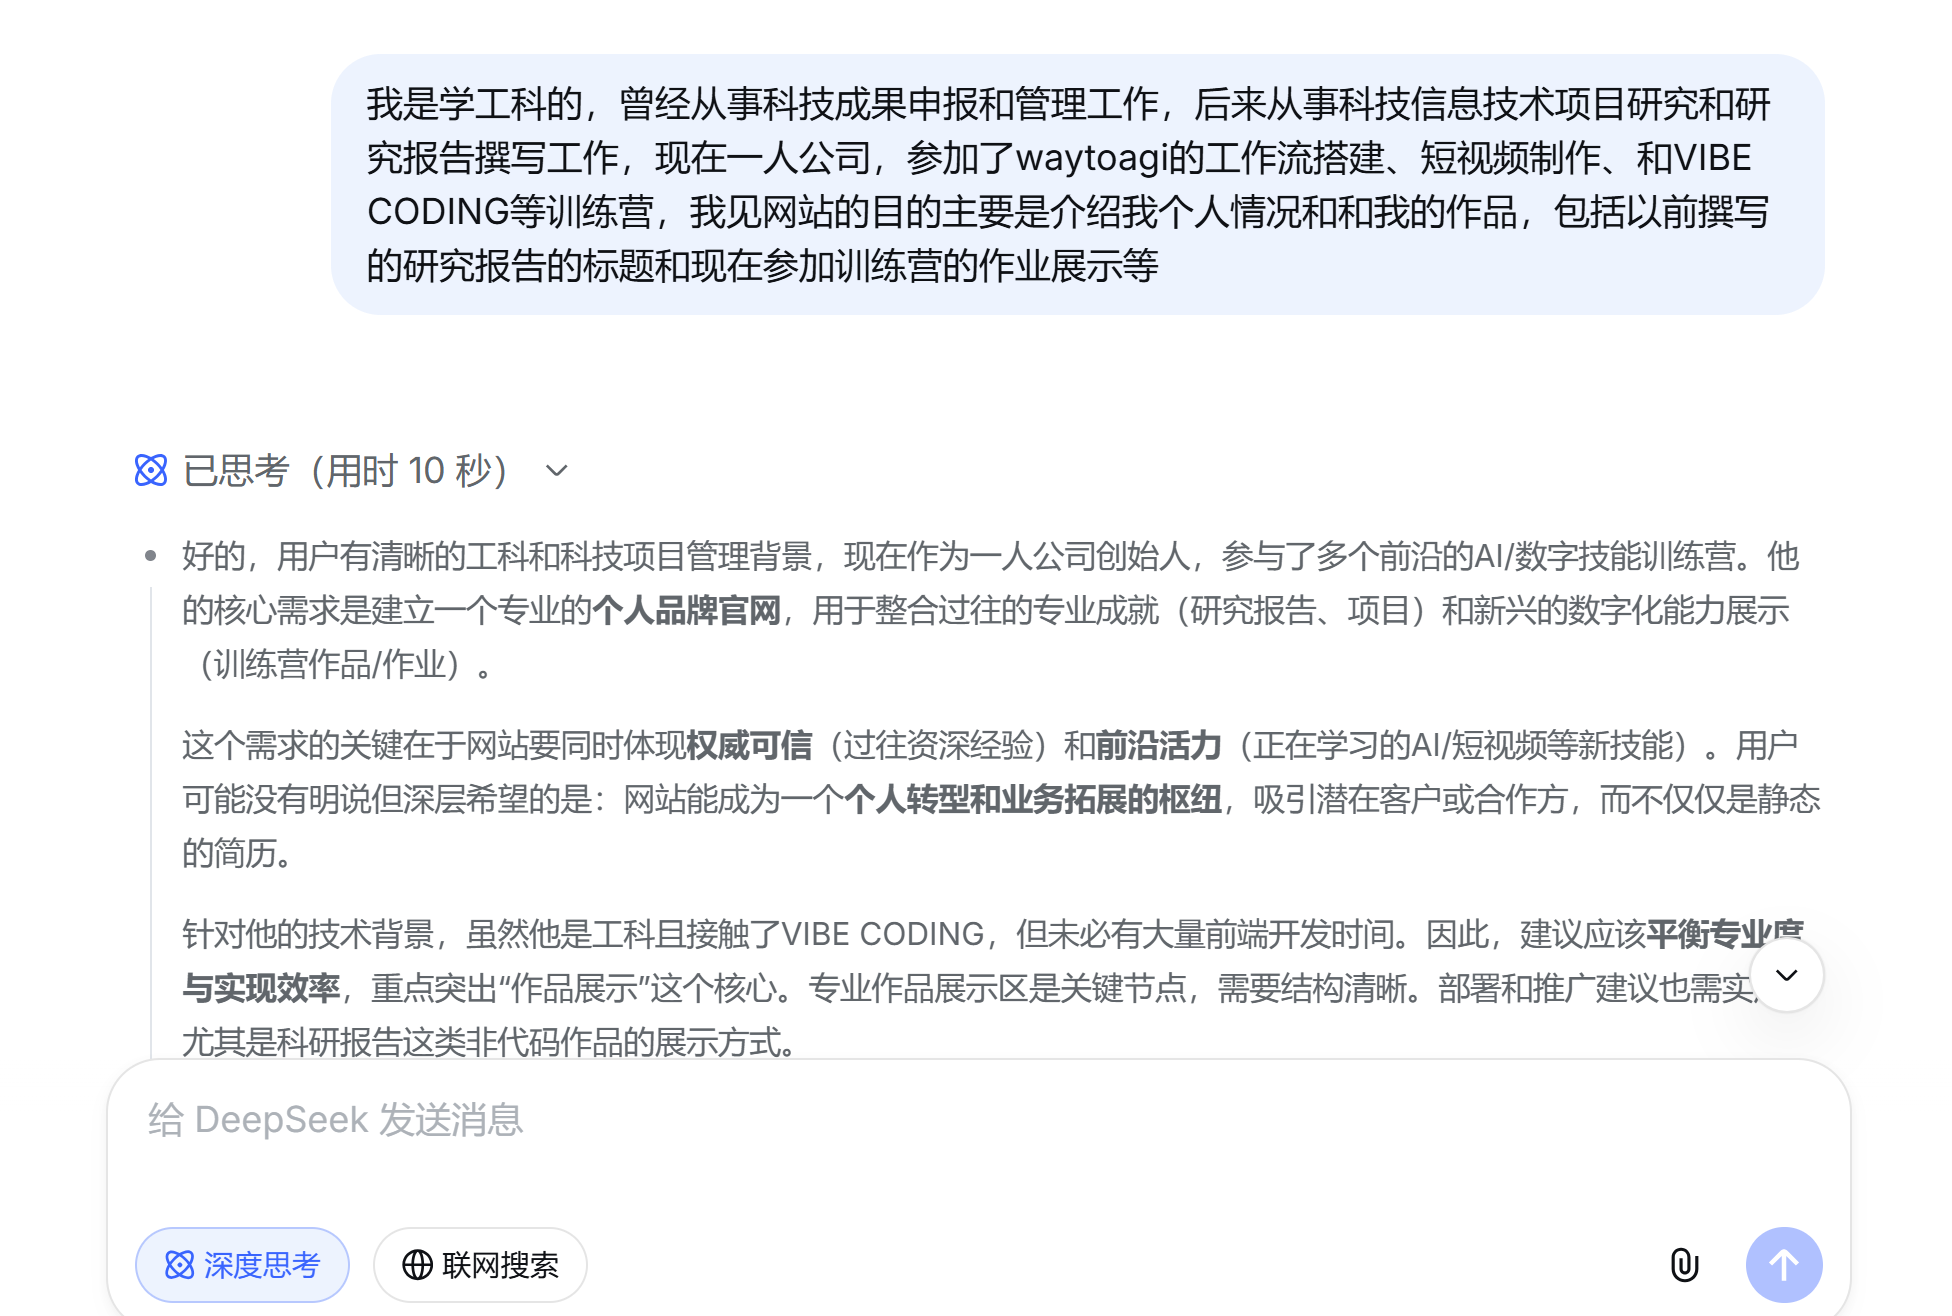 我是学工科的，曾经从事科技成果申报和管理工作，后来从事科技信息技术项目研究和研
究报告撰写工作，现在一人公司，参加了waytoagi的工作流搭建、短视频制作、和VIBE
CODING等训练营，我见网站的目的主要是介绍我个人情况和和我的作品，包括以前撰写
的研究报告的标题和现在参加训练营的作业展示等
已思考（用时 10 秒）
好的，用户有清晰的工科和科技项目管理背景，现在作为一人公司创始人，参与了多个前沿的AI/数字技能训练营。他
的核心需求是建立一个专业的个人品牌官网，用于整合过往的专业成就（研究报告、项目）和新兴的数字化能力展示
（训练营作品/作业）。
这个需求的关键在于网站要同时体现权威可信（过往资深经验）和前沿活力（正在学习的AI/短视频等新技能）。用户
可能没有明说但深层希望的是：网站能成为一个个人转型和业务拓展的枢纽，吸引潜在客户或合作方，而不仅仅是静态
的简历。
针对他的技术背景，虽然他是工科且接触了VIBE CODING，但未必有大量前端开发时间。因此，建议应该平衡专业度
与实现效率，重点突出“作品展示”这个核心。专业作品展示区是关键节点，需要结构清晰。部署和推广建议也需实
尤其是科研报告这类非代码作品的展示方式。
给 DeepSeek 发送消息
深度思考
联网搜索